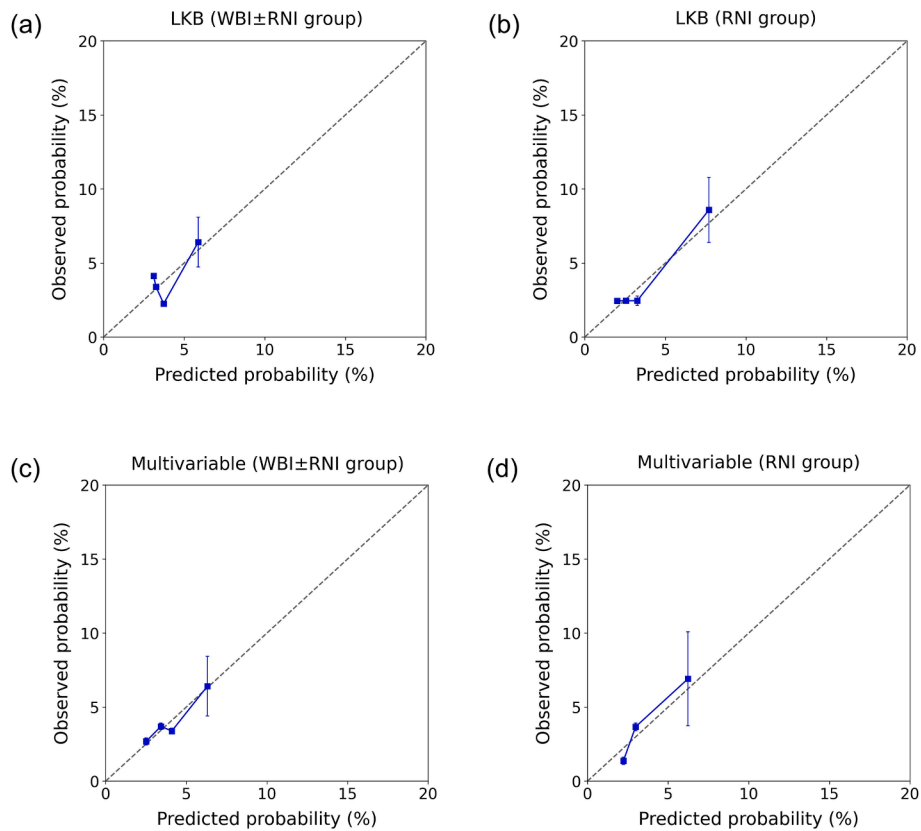 (a)
LKB (WBI±RNI group)
20
15
10
5
0
Observed probability (%)
0 5 10 15 20
Predicted probability (%)
(b)
LKB (RNI group)
20
15
10
5
0
Observed probability (%)
0 5 10 15 20
Predicted probability (%)
(c)
Multivariable (WBI±RNI group)
20
15
10
5
0
Observed probability (%)
0 5 10 15 20
Predicted probability (%)
(d)
Multivariable (RNI group)
20
15
10
5
0
Observed probability (%)
0 5 10 15 20
Predicted probability (%)